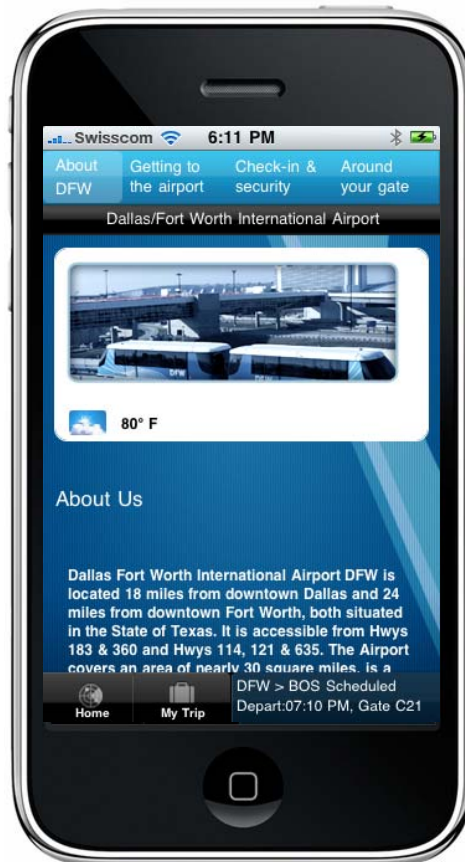 Swisscom 6:11 PM
About DFW
Getting to the airport
Check-in & security
Around your gate
Dallas/Fort Worth International Airport
DFW
80° F
About Us
Dallas Fort Worth International Airport DFW is
located 18 miles from downtown Dallas and 24
miles from downtown Fort Worth, both situated
in the State of Texas. It is accessible from Hwys
183 & 360 and Hwys 114, 121 & 635. The Airport
covers an area of nearly 30 square miles, is a
Home
My Trip
DFW > BOS Scheduled
Depart:07:10 PM, Gate C21